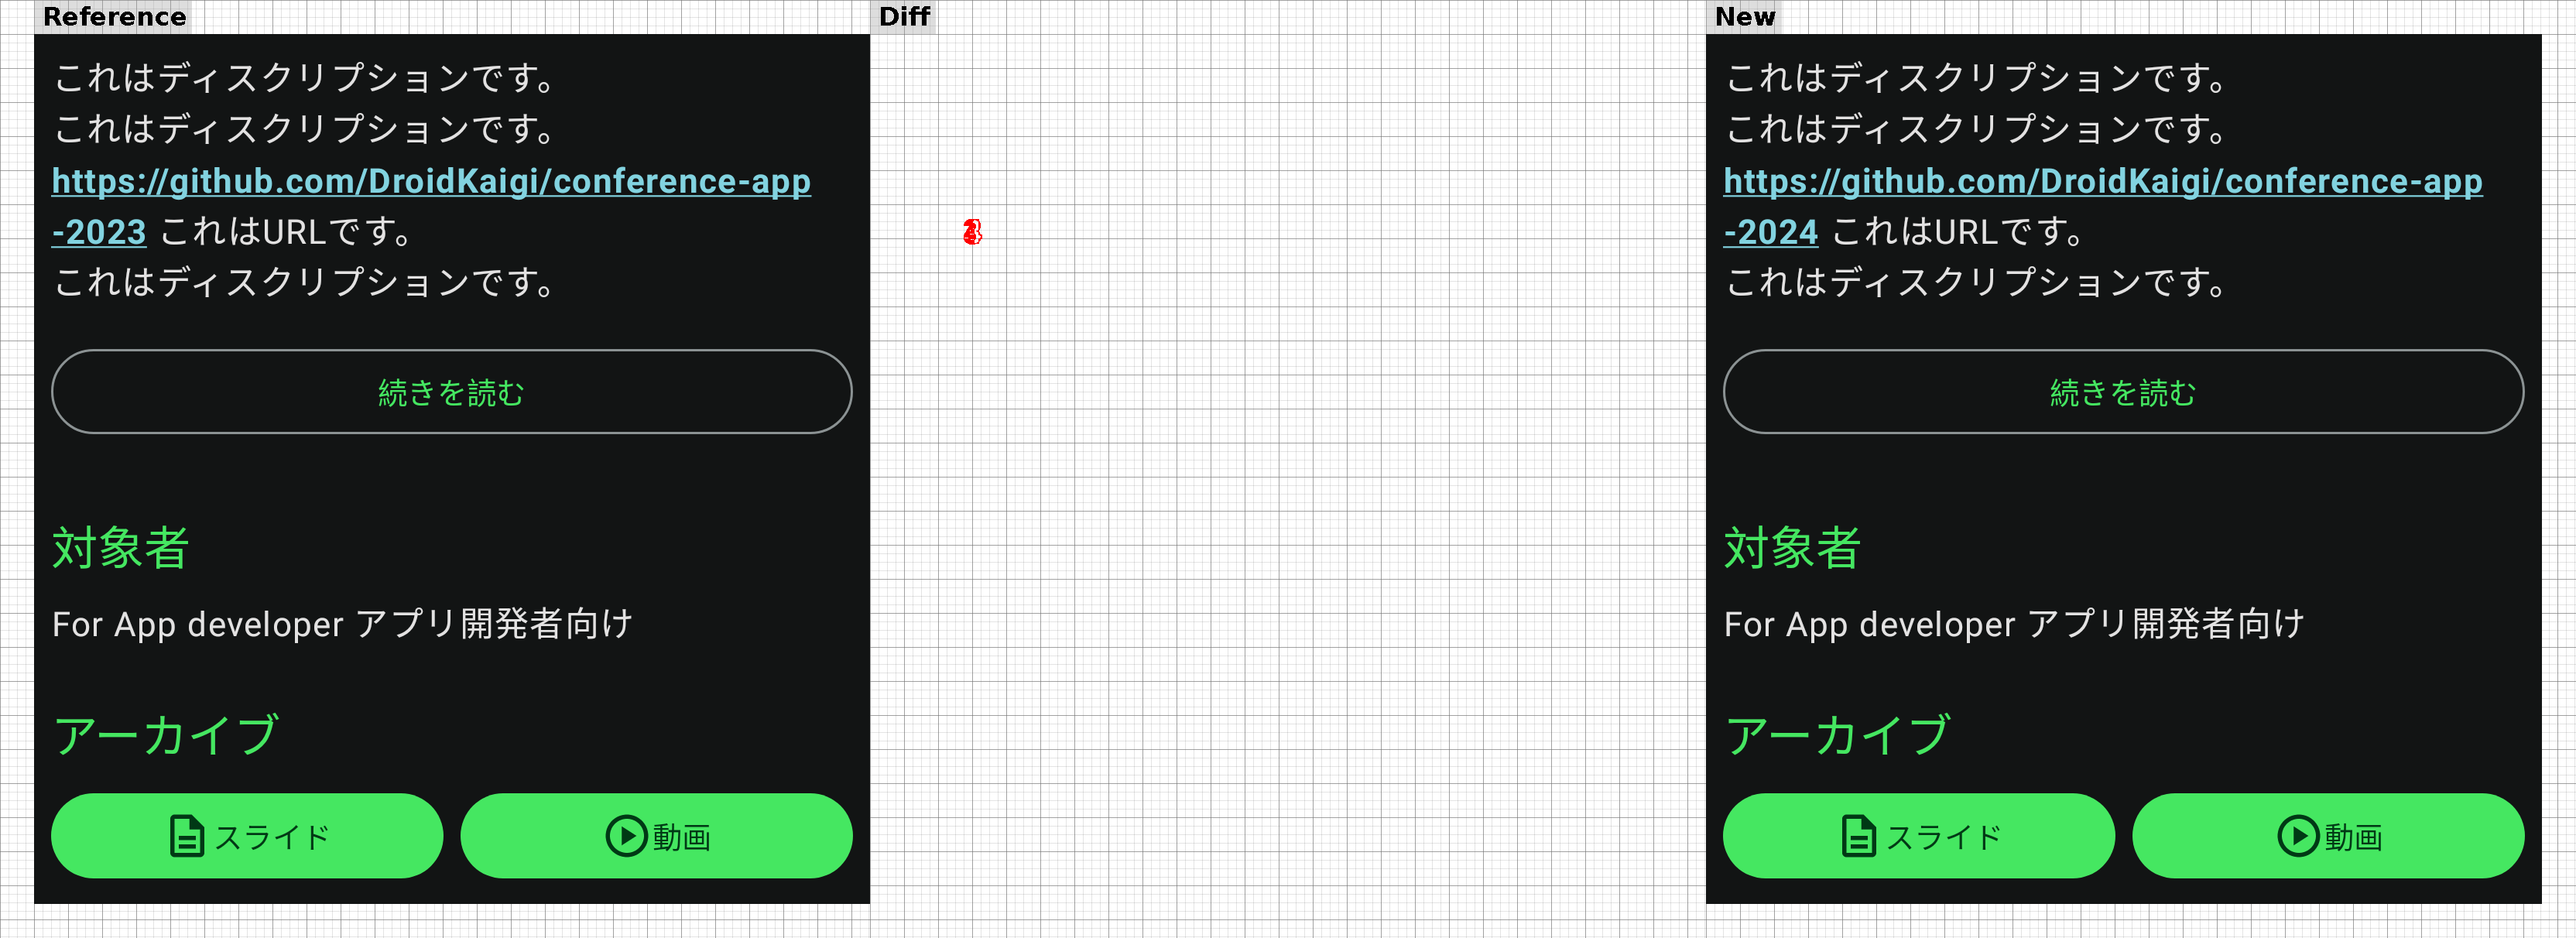 Reference
これはディスクリプションです。
これはディスクリプションです。
https://github.com/DroidKaigi/conference-app
-2023 これはURLです。
これはディスクリプションです。
続きを読む
対象者
For App developer アプリ開発者向け
アーカイブ
スライド
動画
Diff
New
これはディスクリプションです。
これはディスクリプションです。
https://github.com/DroidKaigi/conference-app
-2024 これはURLです。
これはディスクリプションです。
続きを読む
対象者
For App developer アプリ開発者向け
アーカイブ
スライド
動画